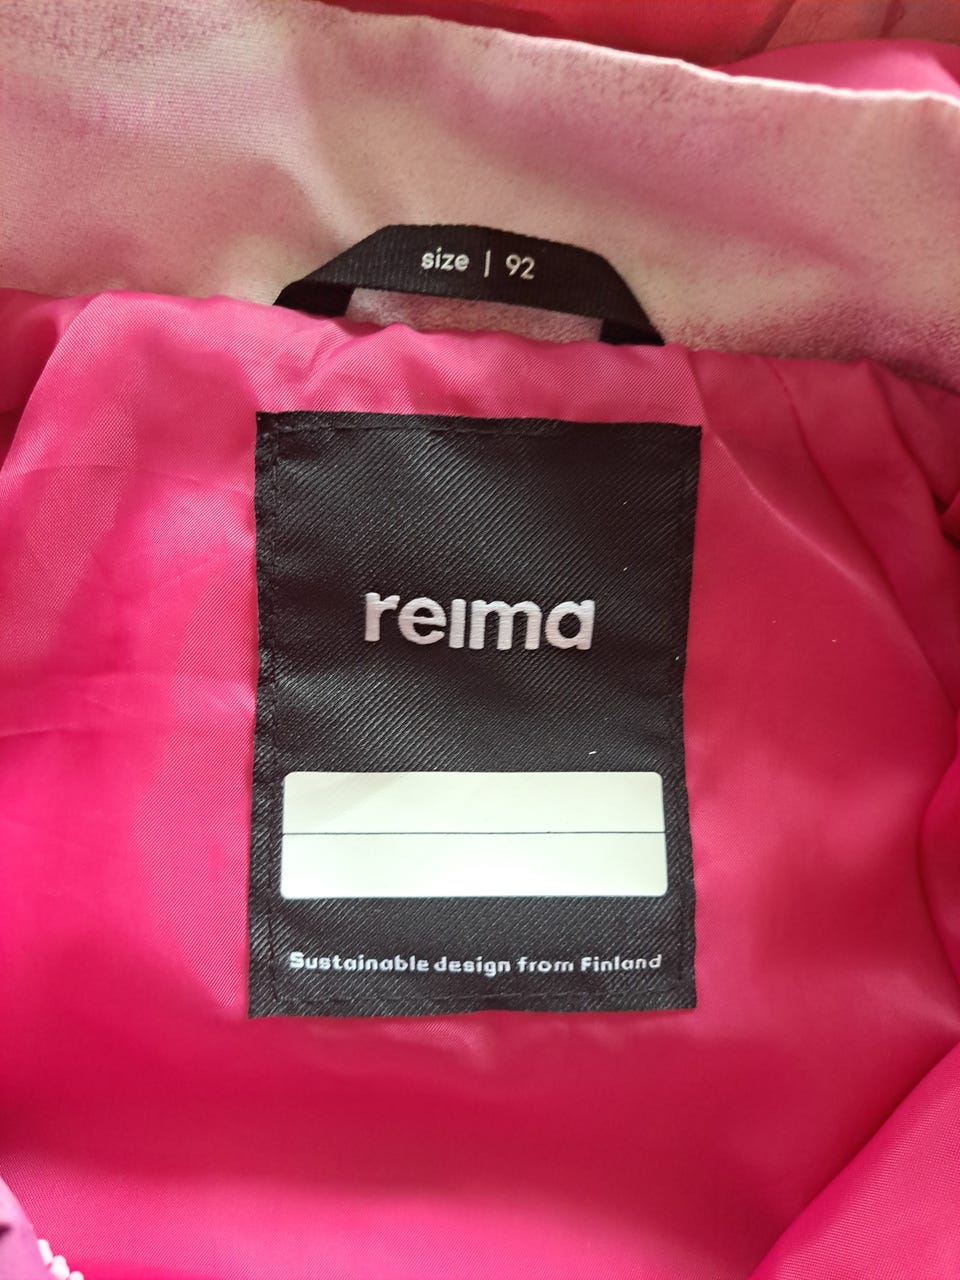 size | 92
reima
Sustainable design from Finland